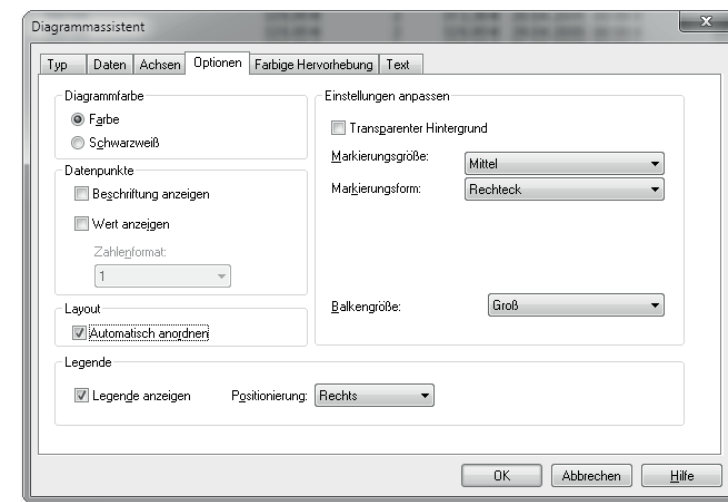 Diagrammassistent
Typ Daten Achsen Optionen Farbige Hervorhebung Text
Diagrammfarbe
Farbe
Schwarzweiß
Datenpunkte
Beschriftung anzeigen
Wert anzeigen
Zahlenformat:
1
Layout
Automatisch anordnen
Einstellungen anpassen
Transparenter Hintergrund
Markierungsgröße: Mittel
Markierungsform: Rechteck
Balkengröße: Groß
Legende
Legende anzeigen Positionierung: Rechts
OK Abbrechen Hilfe